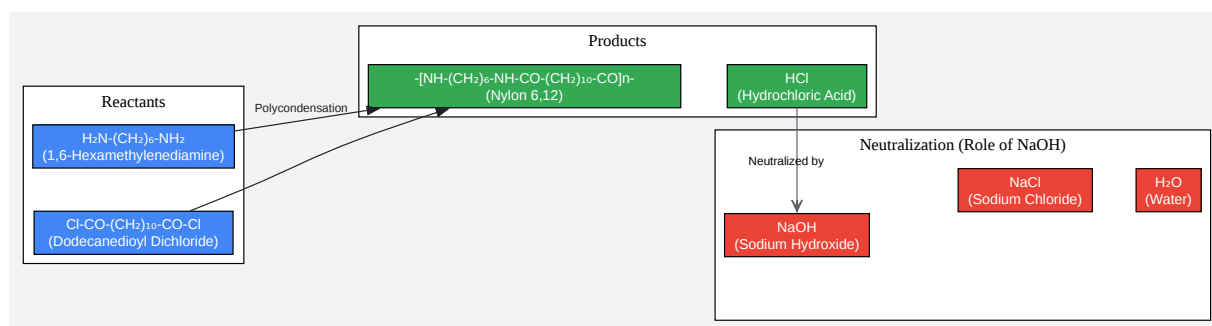 Reactants
H₂N-(CH₂)₆-NH₂
(1,6-Hexamethylenediamine)
Cl-CO-(CH₂)₁₀-CO-Cl
(Dodecanedioyl Dichloride)
Polycondensation
Products
-[NH-(CH₂)₆-NH-CO-(CH₂)₁₀-CO]n-
(Nylon 6,12)
HCl
(Hydrochloric Acid)
Neutralized by
Neutralization (Role of NaOH)
NaOH
(Sodium Hydroxide)
NaCl
(Sodium Chloride)
H₂O
(Water)